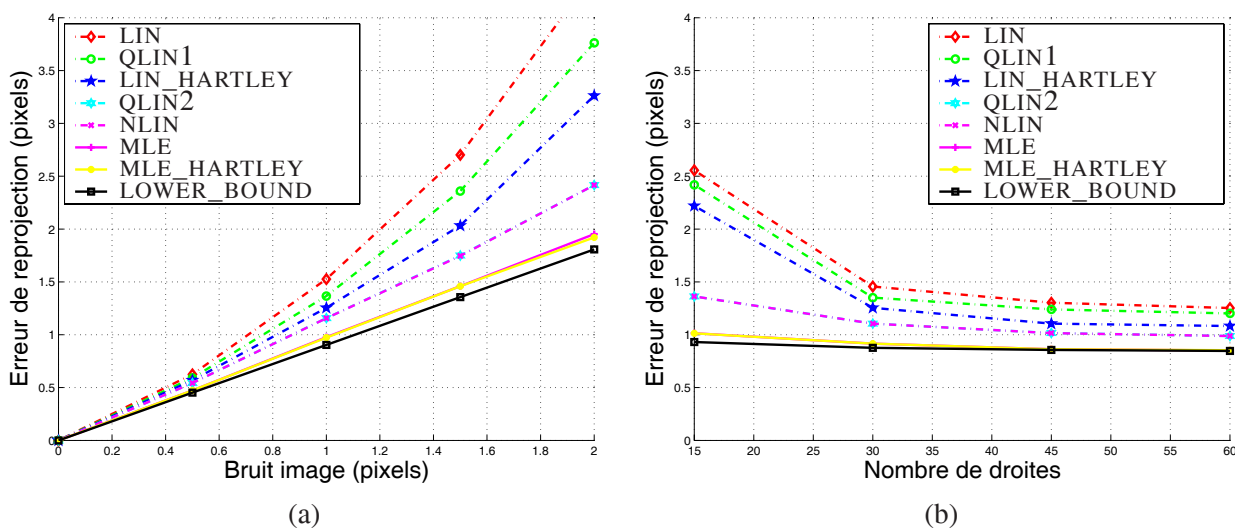 4
3.5
3
2.5
2
1.5
1
0.5
0
Erreur de reprojection (pixels)
LIN
QLIN1
LIN_HARTLEY
QLIN2
NLIN
MLE
MLE_HARTLEY
LOWER_BOUND
0 0.2 0.4 0.6 0.8 1.0 1.2 1.4 1.6 1.8 2
Bruit image (pixels)
(a)
4
3.5
3
2.5
2
1.5
1
0.5
0
Erreur de reprojection (pixels)
LIN
QLIN1
LIN_HARTLEY
QLIN2
NLIN
MLE
MLE_HARTLEY
LOWER_BOUND
15 20 25 30 35 40 45 50 55 60
Nombre de droites
(b)